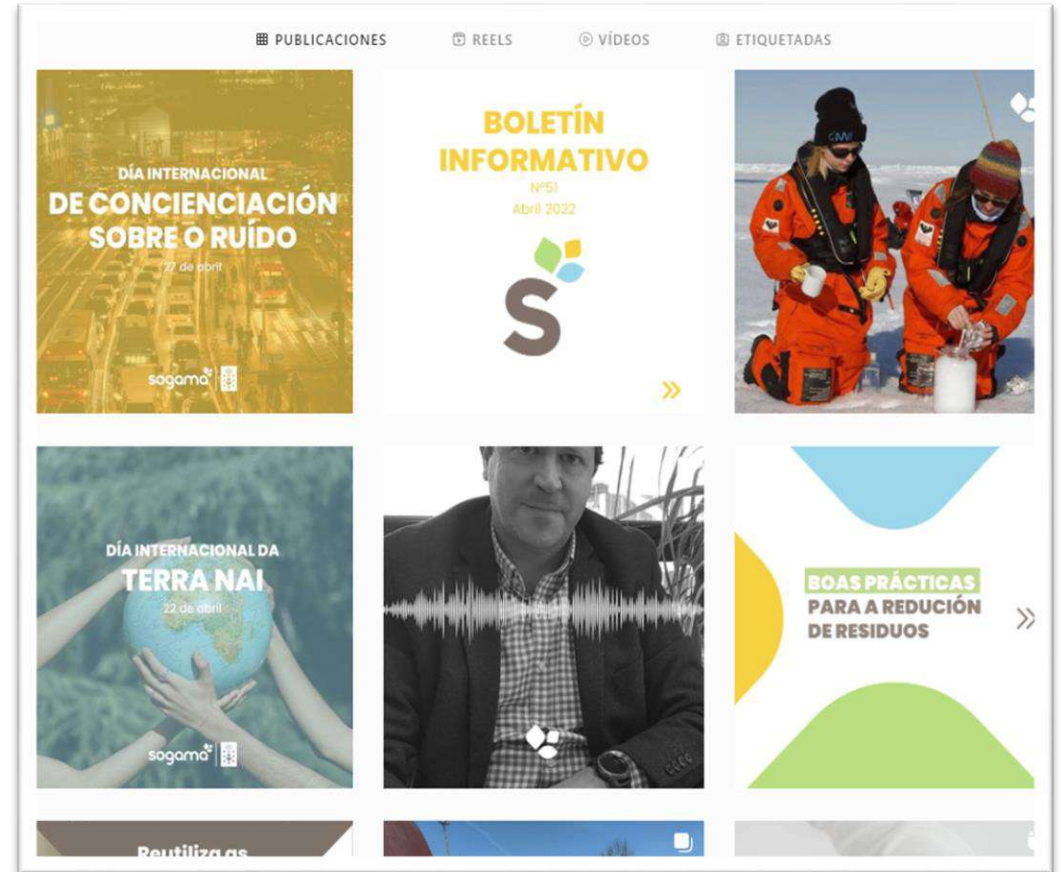 PUBLICACIONES
REELS
VÍDEOS
ETIQUETADAS
DÍA INTERNACIONAL
DE CONCIENCIACIÓN
SOBRE O RUÍDO
27 de abril
sogama
BOLETÍN
INFORMATIVO
Nº51
Abril 2022
S
DÍA INTERNACIONAL DA
TERRA NAI
22 de abril
sogama
BOAS PRÁCTICAS
PARA A REDUCIÓN
DE RESIDUOS
Reutiliza as